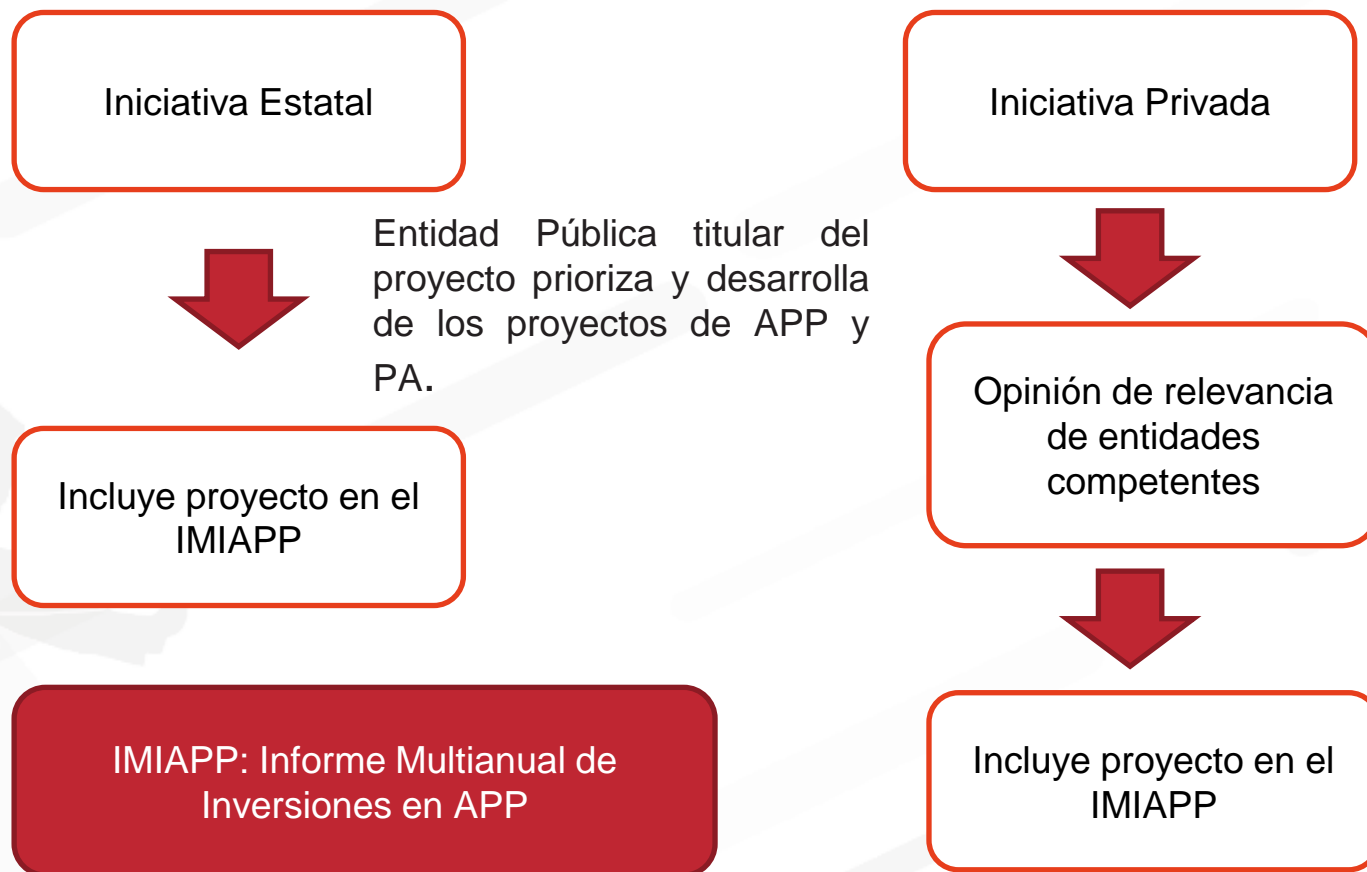 Iniciativa Estatal
Iniciativa Privada
Entidad Pública titular del
proyecto prioriza y desarrolla
de los proyectos de APP y
PA.
Opinión de relevancia
de entidades
competentes
Incluye proyecto en el
IMIAPP
IMIAPP: Informe Multianual de
Inversiones en APP
Incluye proyecto en el
IMIAPP